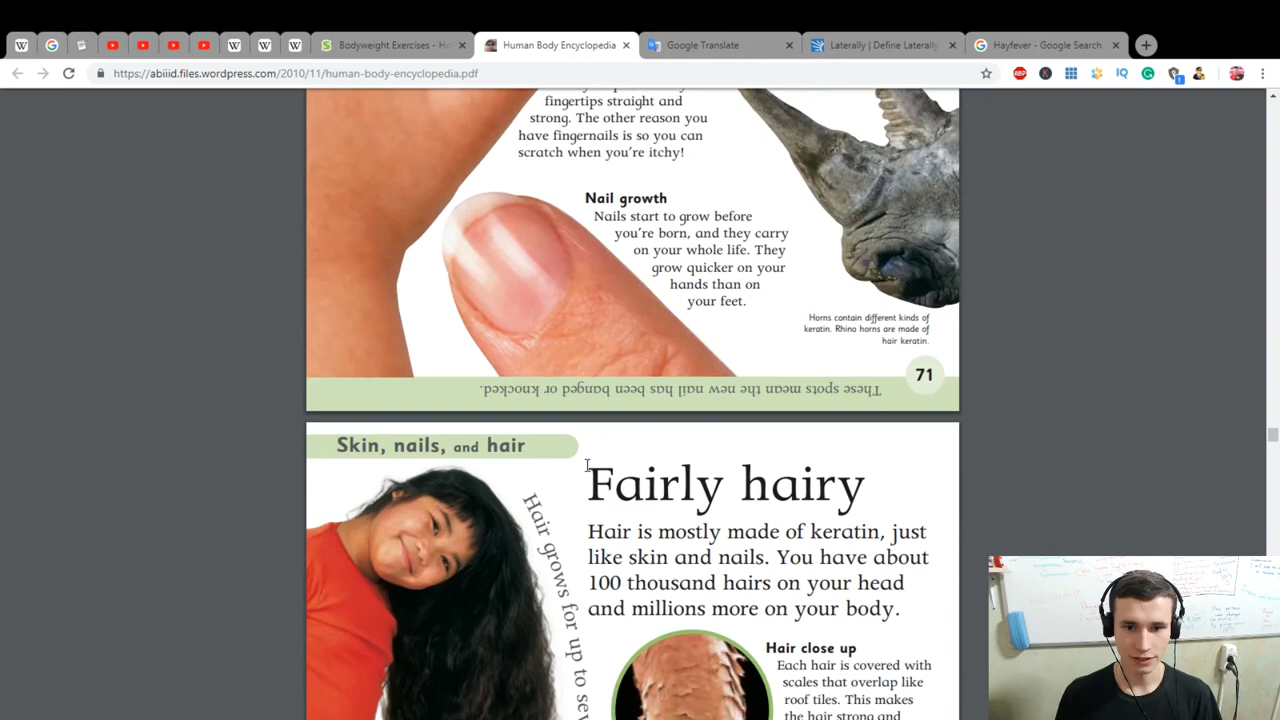 Bodyweight Exercises - Ho
Human Body Encyclopedia
Google Translate
Laterally | Define Laterally
Hayfever - Google Search
https://abiiid.files.wordpress.com/2010/11/human-body-encyclopedia.pdf
fingertips straight and
strong. The other reason you
have fingernails is so you can
scratch when you're itchy!
Nail growth
Nails start to grow before
you're born, and they carry
on your whole life. They
grow quicker on your
hands than on
your feet.
Horns contain different kinds of
keratin. Rhino horns are made of
hair keratin.
71
These spots mean the new nail has been banged or knocked.
Skin, nails, and hair
Fairly hairy
Hair is mostly made of keratin, just
like skin and nails. You have about
100 thousand hairs on your head
and millions more on your body.
Hair grows for up to sev
Hair close up
Each hair is covered with
scales that overlap like
roof tiles. This makes
the hair strong and